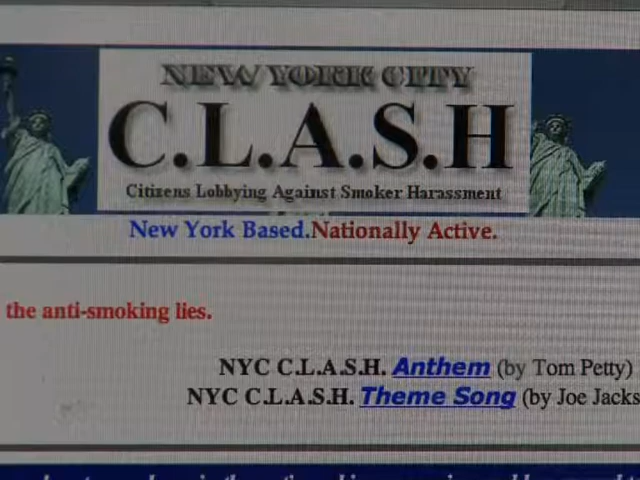 NEW YORK CITY
C.L.A.S.H
Citizens Lobbying Against Smoker Harassment
New York Based.Nationally Active.
the anti-smoking lies.
NYC C.L.A.S.H. Anthem (by Tom Petty)
NYC C.L.A.S.H. Theme Song (by Joe Jacks